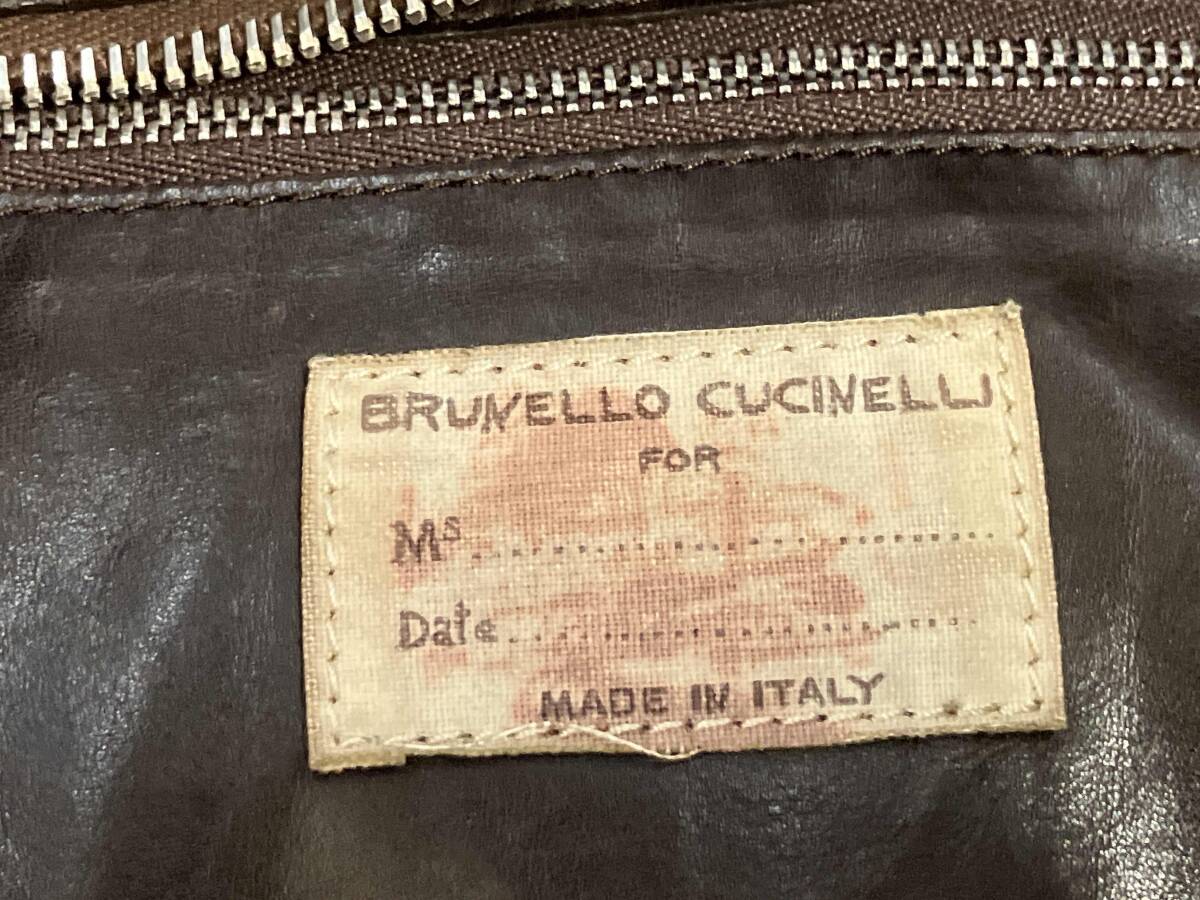 BRUNELLO CUCINELLI
FOR
Ms....................................
Date..................................
MADE IN ITALY